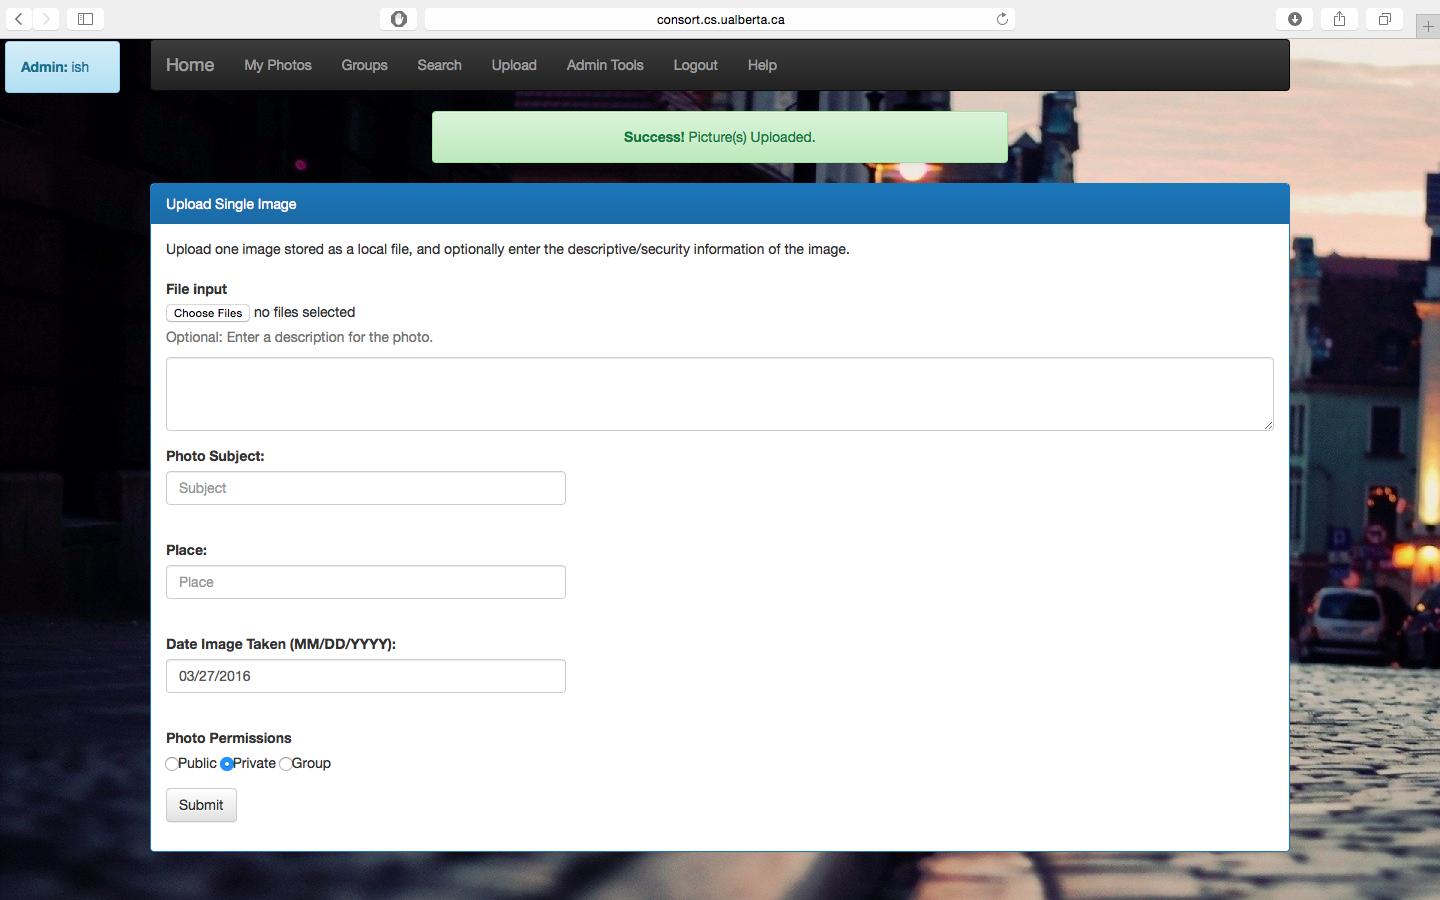 consort.cs.ualberta.ca
Admin: ish
Home My Photos Groups Search Upload Admin Tools Logout Help
Success! Picture(s) Uploaded.
Upload Single Image
Upload one image stored as a local file, and optionally enter the descriptive/security information of the image.
File input
Choose Files no files selected
Optional: Enter a description for the photo.
Photo Subject:
Subject
Place:
Place
Date Image Taken (MM/DD/YYYY):
03/27/2016
Photo Permissions
Public Private Group
Submit